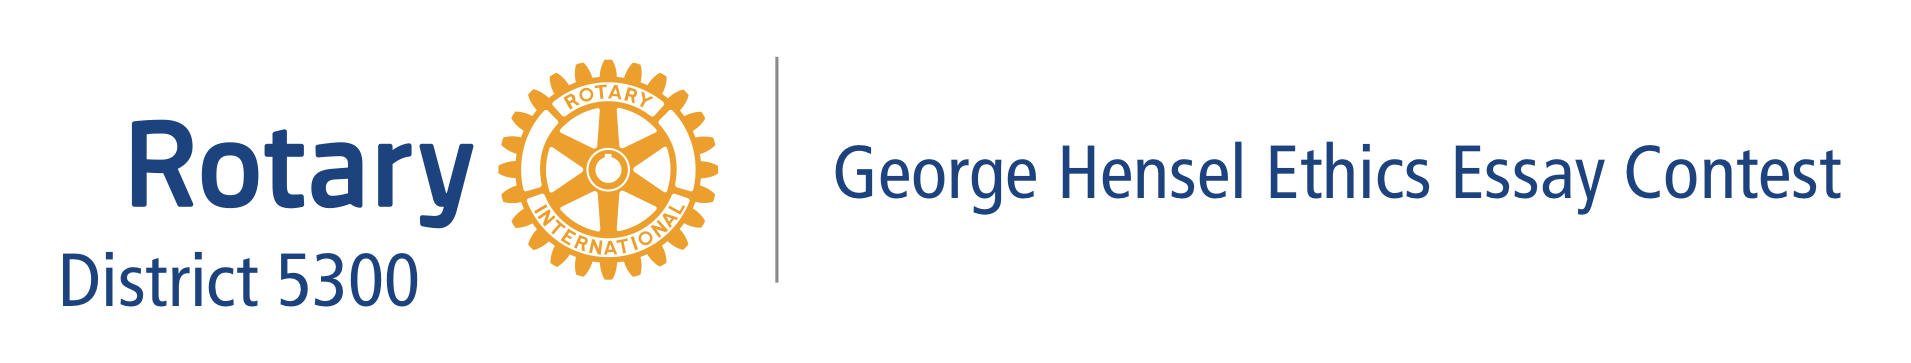 Rotary
District 5300
ROTARY
INTERNATIONAL
George Hensel Ethics Essay Contest